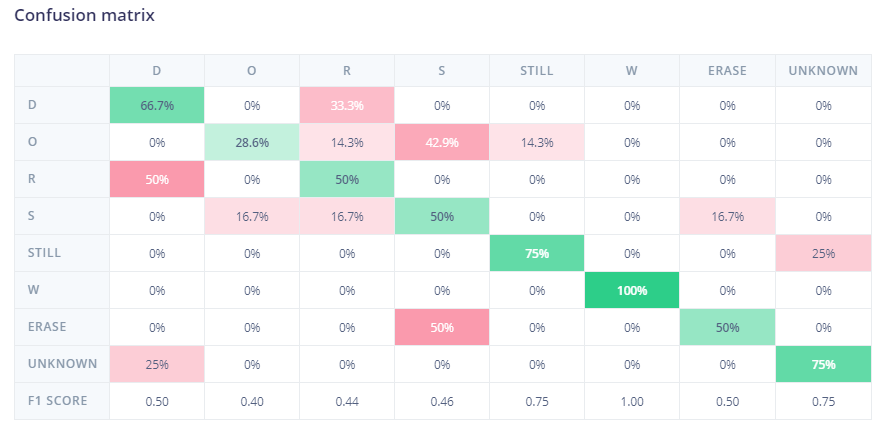 Confusion matrix
D O R S STILL W ERASE UNKNOWN
D 66.7% 0% 33.3% 0% 0% 0% 0% 0%
O 0% 28.6% 14.3% 42.9% 14.3% 0% 0% 0%
R 50% 0% 50% 0% 0% 0% 0% 0%
S 0% 16.7% 16.7% 50% 0% 0% 16.7% 0%
STILL 0% 0% 0% 0% 75% 0% 0% 25%
W 0% 0% 0% 0% 0% 100% 0% 0%
ERASE 0% 0% 0% 50% 0% 0% 50% 0%
UNKNOWN 25% 0% 0% 0% 0% 0% 0% 75%
F1 SCORE 0.50 0.40 0.44 0.46 0.75 1.00 0.50 0.75